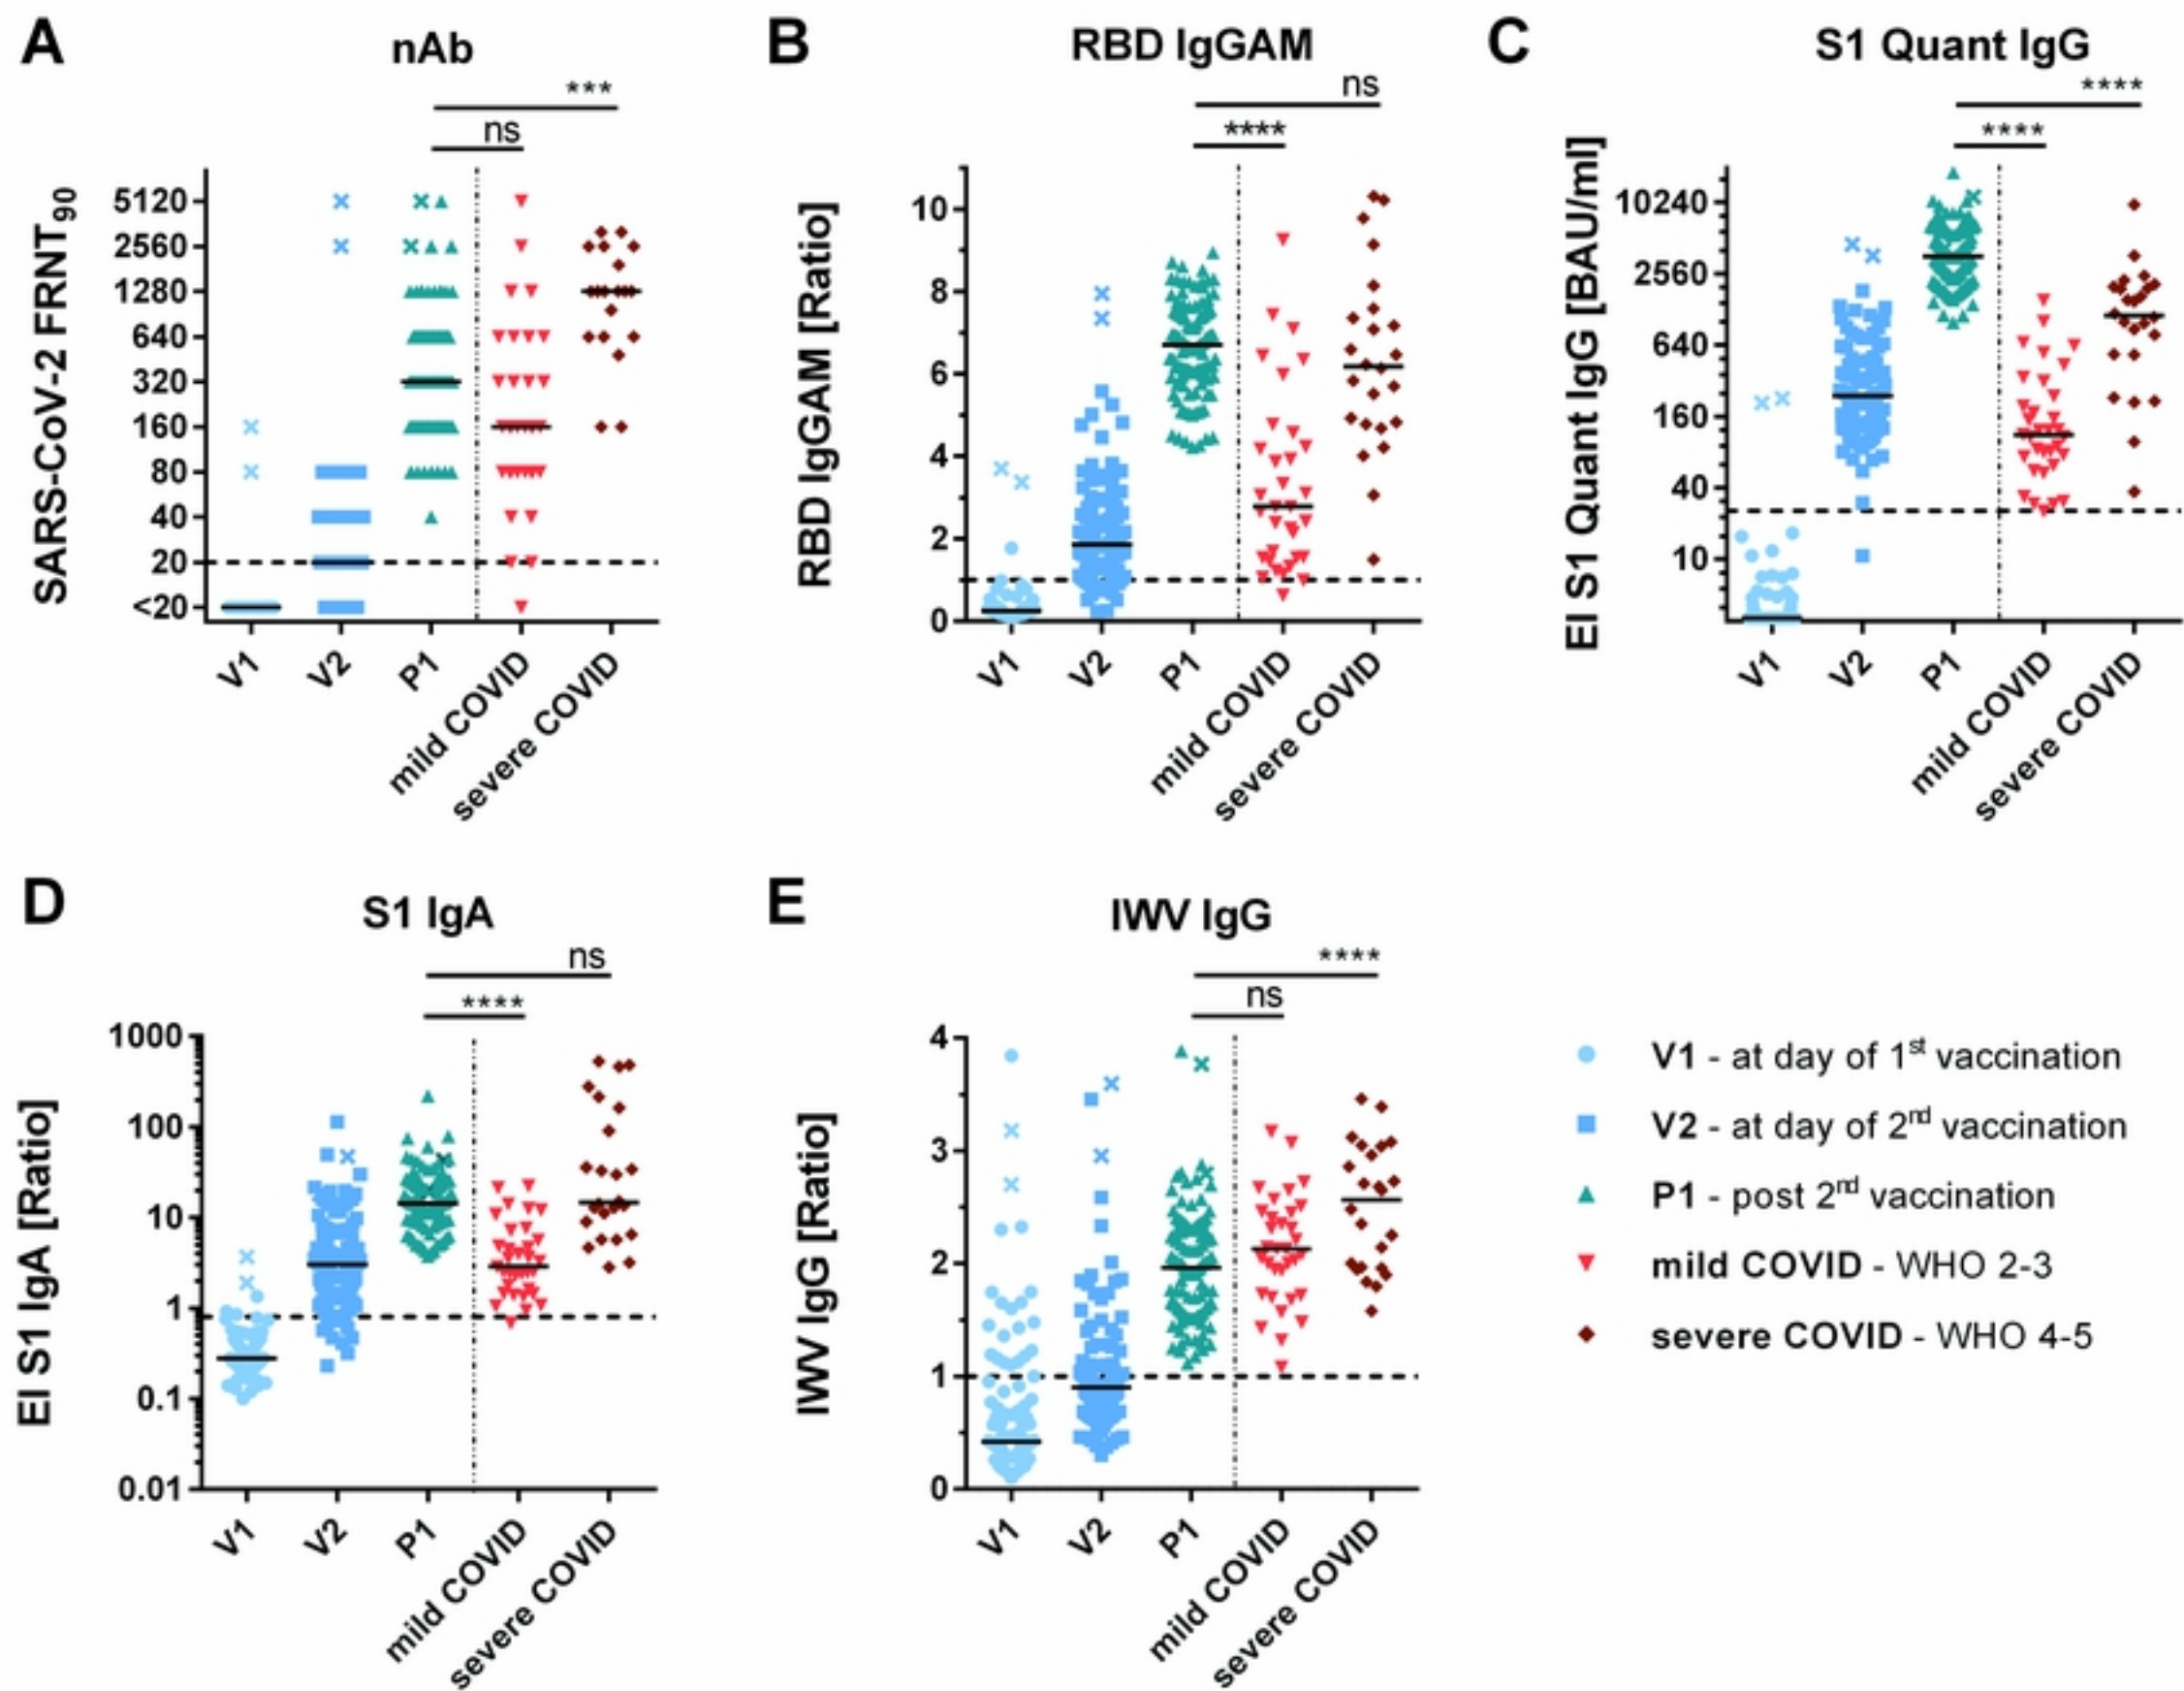 A
nAb
***
ns
SARS-CoV-2 FRNT90
5120
2560
1280
640
320
160
80
40
20
<20
V1
V2
P1
mild COVID
severe COVID
B
RBD IgGAM
ns
****
RBD IgGAM [Ratio]
10
8
6
4
2
0
V1
V2
P1
mild COVID
severe COVID
C
S1 Quant IgG
****
****
EI S1 Quant IgG [BAU/ml]
10240
2560
640
160
40
10
V1
V2
P1
mild COVID
severe COVID
D
S1 IgA
ns
****
EI S1 IgA [Ratio]
1000
100
10
1
0.1
0.01
V1
V2
P1
mild COVID
severe COVID
E
IWV IgG
****
ns
IWV IgG [Ratio]
4
3
2
1
0
V1
V2
P1
mild COVID
severe COVID
V1 - at day of 1st vaccination
V2 - at day of 2nd vaccination
P1 - post 2nd vaccination
mild COVID - WHO 2-3
severe COVID - WHO 4-5